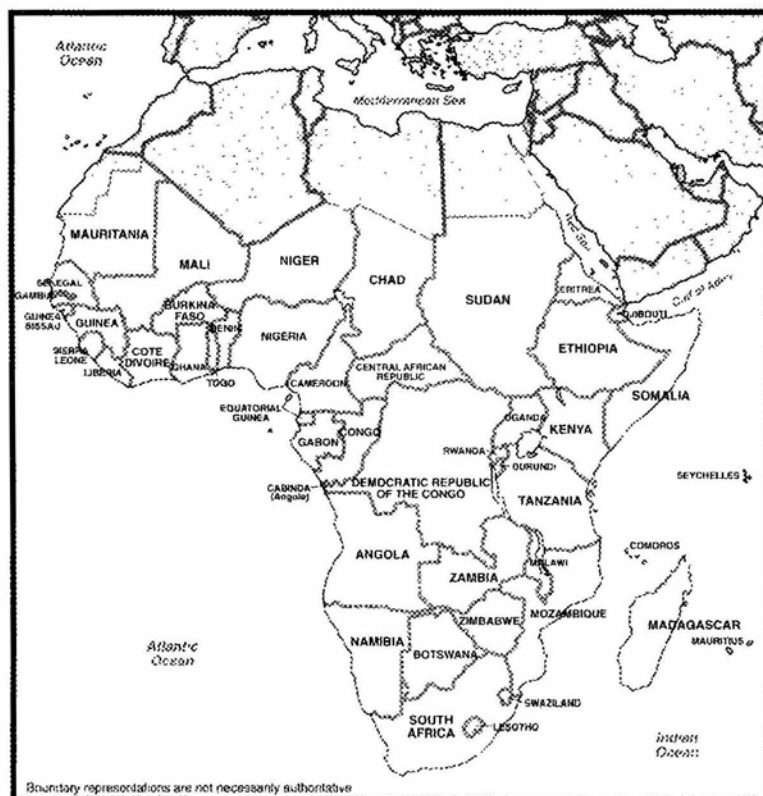 Atlantic
Ocean
Mediterranean Sea
Red Sea
Gulf of Aden
MAURITANIA
MALI
NIGER
CHAD
SUDAN
ERITREA
DJIBOUTI
SENEGAL
GAMBIA
GUINEA
BISSAU
GUINEA
SIERRA
LEONE
LIBERIA
COTE
DIVOIRE
BURKINA
FASO
GHANA
TOGO
BENIN
NIGERIA
CAMEROON
CENTRAL AFRICAN
REPUBLIC
ETHIOPIA
SOMALIA
EQUATORIAL
GUINEA
GABON
CONGO
UGANDA
KENYA
RWANDA
BURUNDI
CABINDA
(Angola)
DEMOCRATIC REPUBLIC
OF THE CONGO
TANZANIA
SEYCHELLES
COMOROS
ANGOLA
ZAMBIA
MALAWI
MOZAMBIQUE
ZIMBABWE
MADAGASCAR
MAURITIUS
NAMIBIA
BOTSWANA
SWAZILAND
SOUTH
AFRICA
LESOTHO
Atlantic
Ocean
Indian
Ocean
Boundary representations are not necessarily authoritative